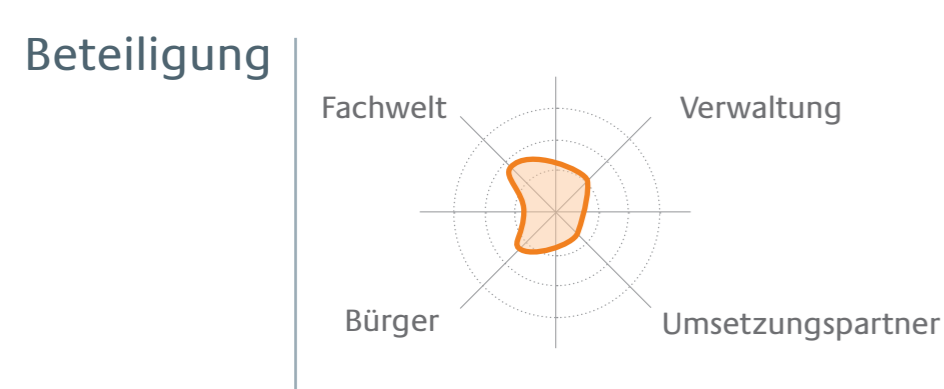 Beteiligung
Fachwelt
Verwaltung
Bürger
Umsetzungspartner